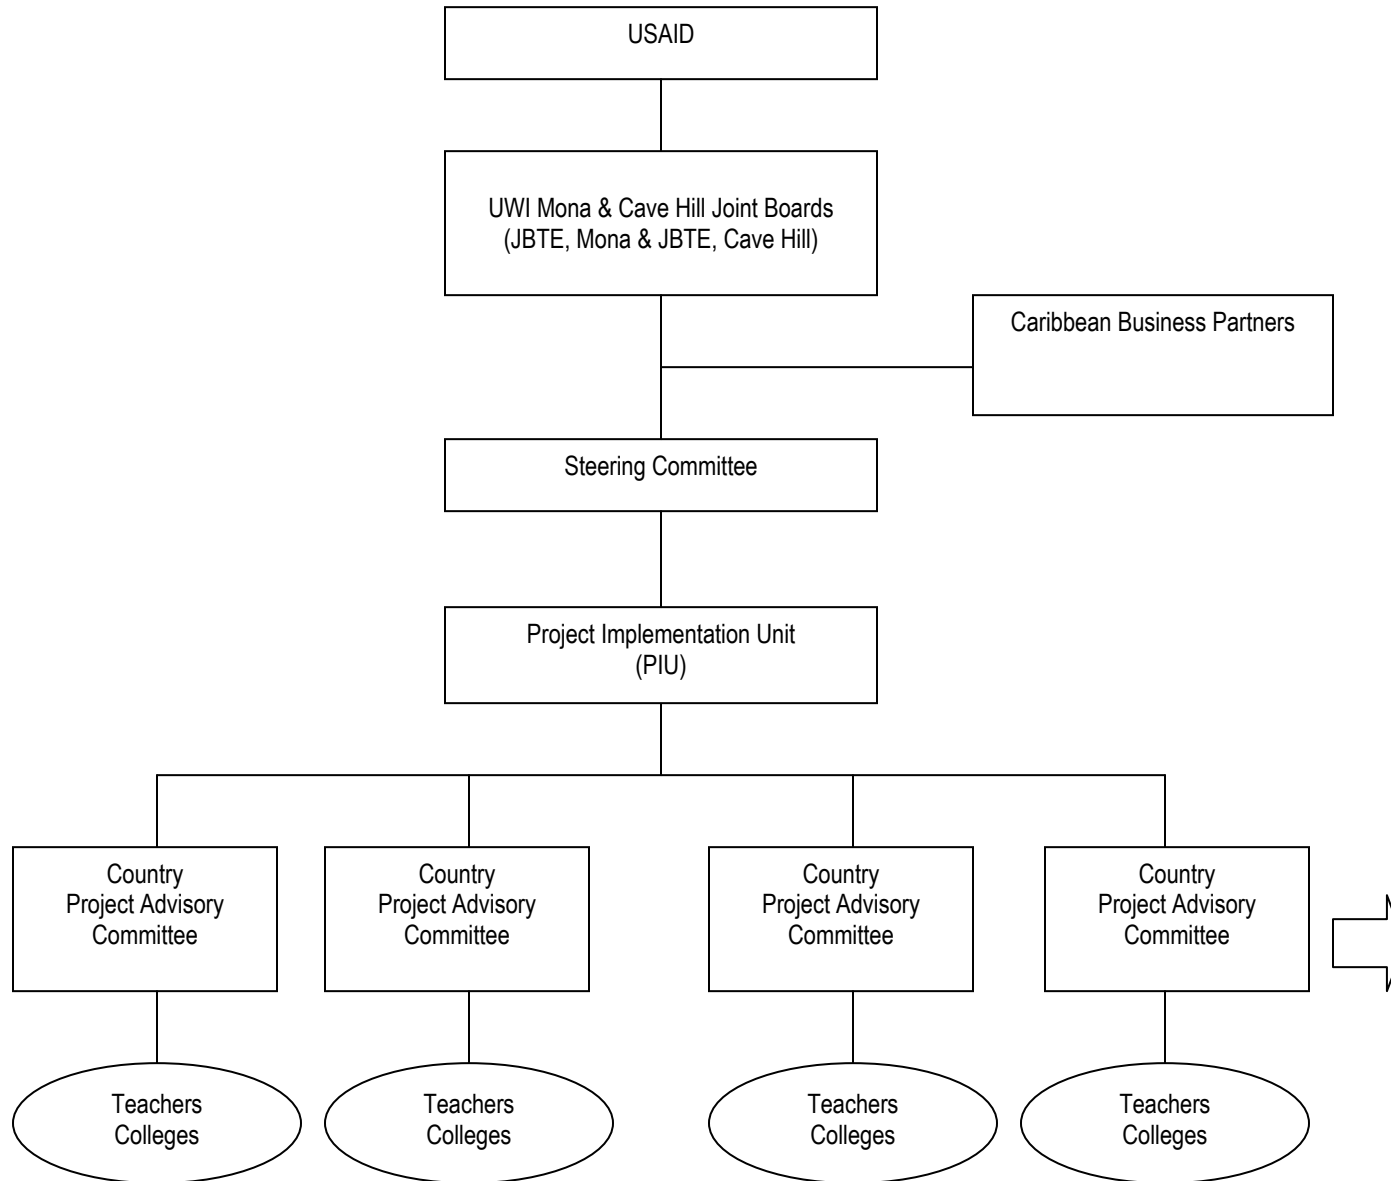 USAID
UWI Mona & Cave Hill Joint Boards
(JBTE, Mona & JBTE, Cave Hill)
Caribbean Business Partners
Steering Committee
Project Implementation Unit
(PIU)
Country
Project Advisory
Committee
Country
Project Advisory
Committee
Country
Project Advisory
Committee
Country
Project Advisory
Committee
Teachers
Colleges
Teachers
Colleges
Teachers
Colleges
Teachers
Colleges